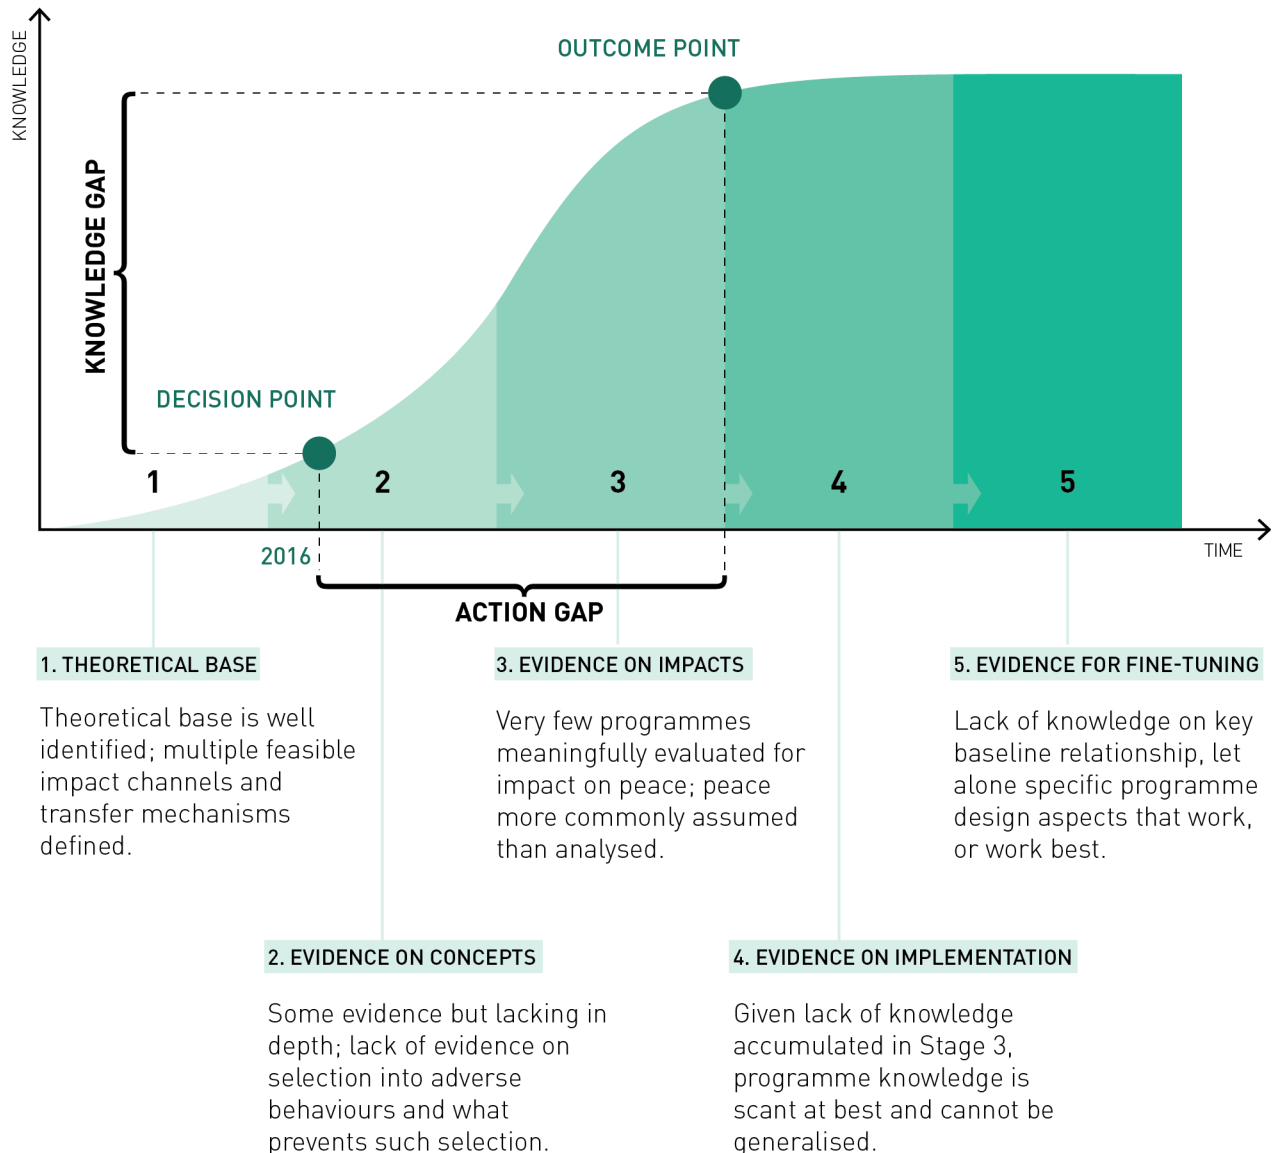 KNOWLEDGE
OUTCOME POINT
KNOWLEDGE GAP
DECISION POINT
1
2
3
4
5
2016
TIME
ACTION GAP
1. THEORETICAL BASE
Theoretical base is well
identified; multiple feasible
impact channels and
transfer mechanisms
defined.
3. EVIDENCE ON IMPACTS
Very few programmes
meaningfully evaluated for
impact on peace; peace
more commonly assumed
than analysed.
5. EVIDENCE FOR FINE-TUNING
Lack of knowledge on key
baseline relationship, let
alone specific programme
design aspects that work,
or work best.
2. EVIDENCE ON CONCEPTS
Some evidence but lacking in
depth; lack of evidence on
selection into adverse
behaviours and what
prevents such selection.
4. EVIDENCE ON IMPLEMENTATION
Given lack of knowledge
accumulated in Stage 3,
programme knowledge is
scant at best and cannot be
generalised.